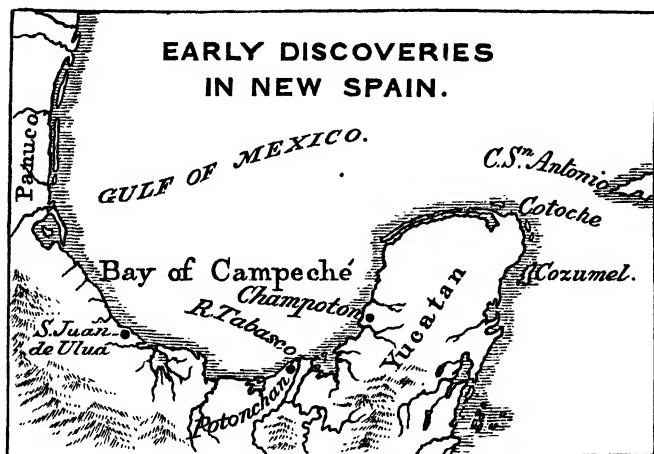 EARLY DISCOVERIES
IN NEW SPAIN.
Panuco
GULF OF MEXICO.
C. Sn. Antonio
Cotoche
Bay of Campeché
Cozumel.
Champoton
R. Tabasco
Yucatan
S. Juan
de Ulua
Potonchan